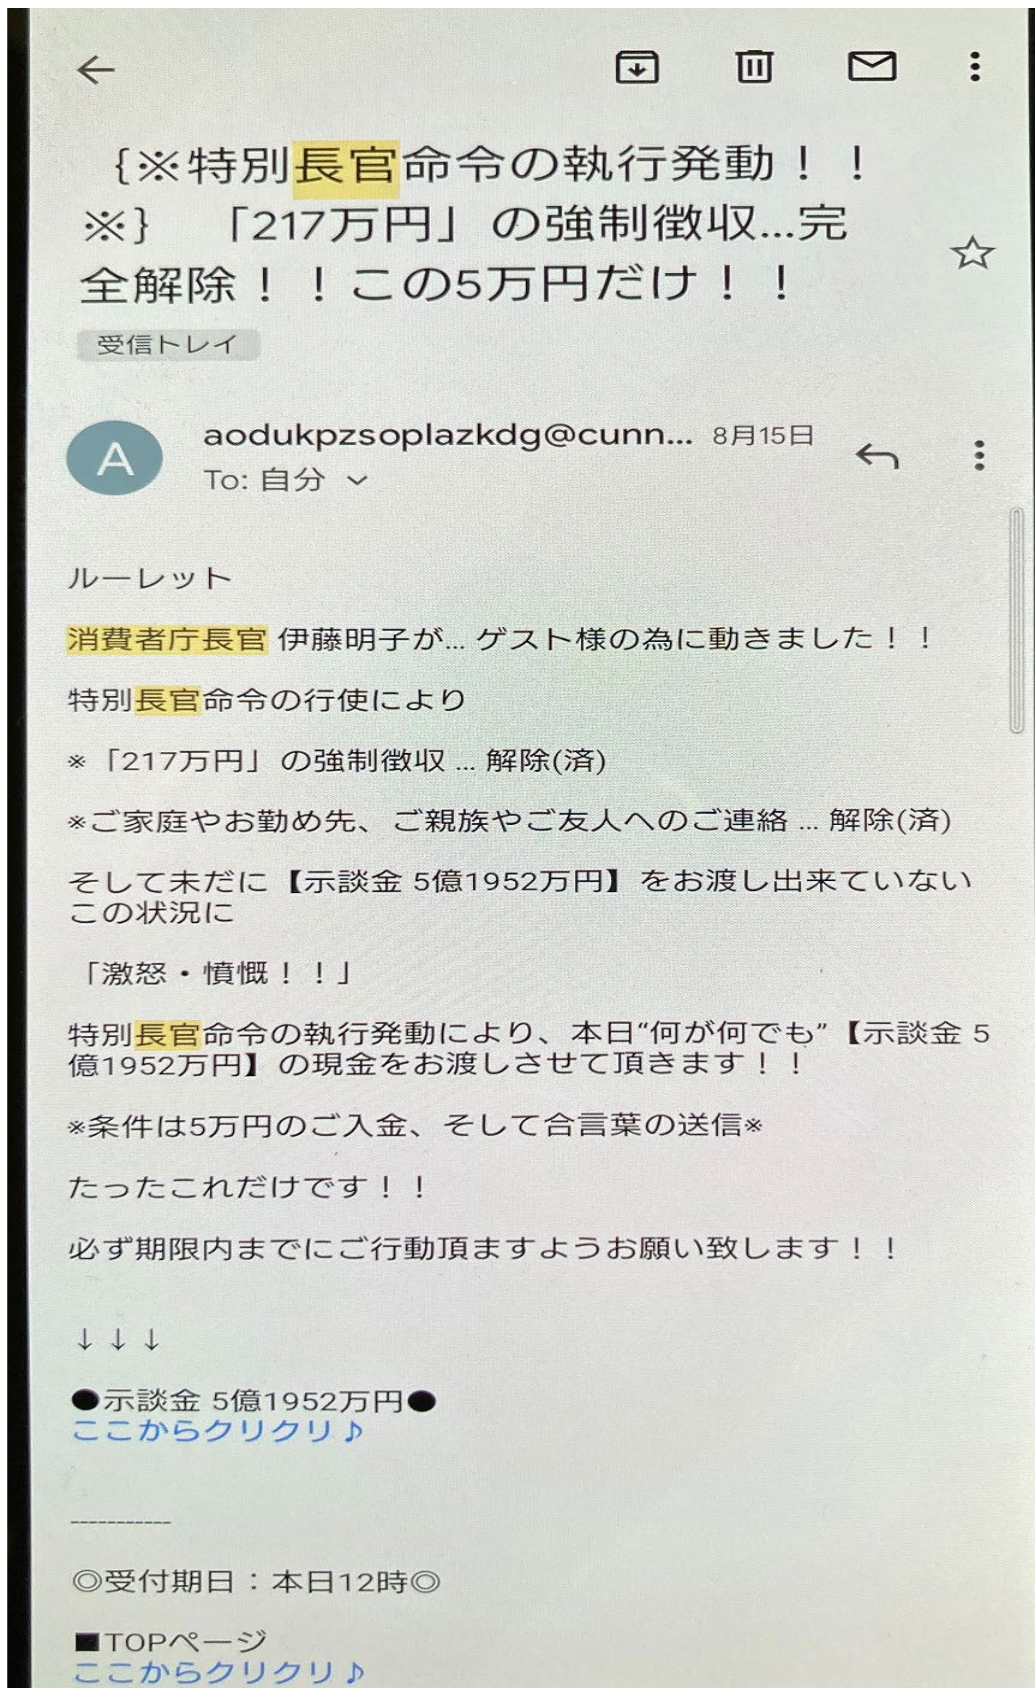 {※特別長官命令の執行発動！！
※}　「217万円」の強制徴収...完
全解除！！この5万円だけ！！
受信トレイ
A
aodukpzsoplazkdg@cunn... 8月15日
To: 自分
ルーレット
消費者庁長官 伊藤明子が... ゲスト様の為に動きました！！
特別長官命令の行使により
※「217万円」の強制徴収 ... 解除(済)
※ご家庭やお勤め先、ご親族やご友人へのご連絡 ... 解除(済)
そして未だに【示談金 5億1952万円】をお渡し出来ていない
この状況に
「激怒・憤慨！！」
特別長官命令の執行発動により、本日“何が何でも”【示談金 5
億1952万円】の現金をお渡しさせて頂きます！！
※条件は5万円のご入金、そして合言葉の送信※
たったこれだけです！！
必ず期限内までにご行動頂ますようお願い致します！！
↓↓↓
●示談金 5億1952万円●
ここからクリクリ♪
-----------
◎受付期日：本日12時◎
■TOPページ
ここからクリクリ♪